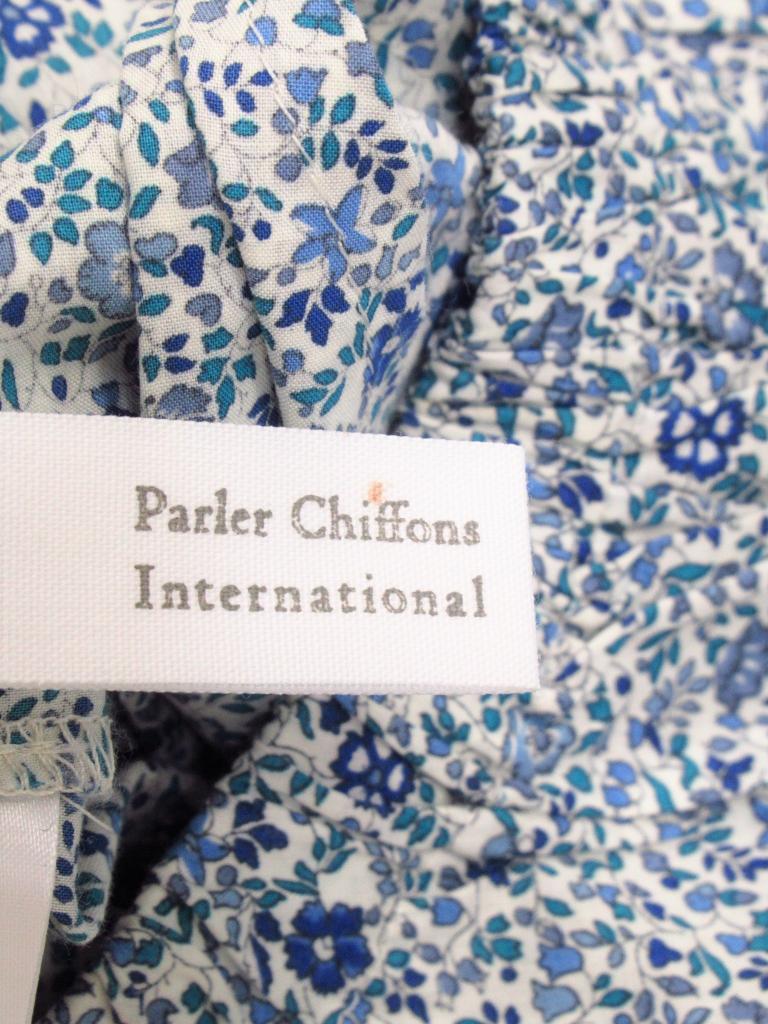 Parler Chiffons
International